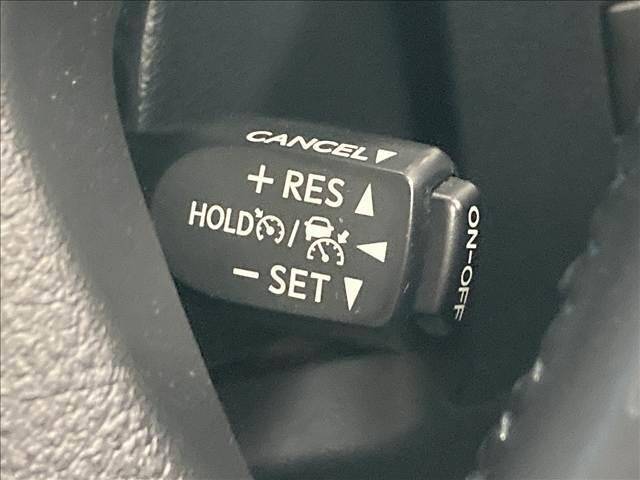 CANCEL▼
+ RES ▲
HOLD / ◀
− SET ▼
ON-OFF